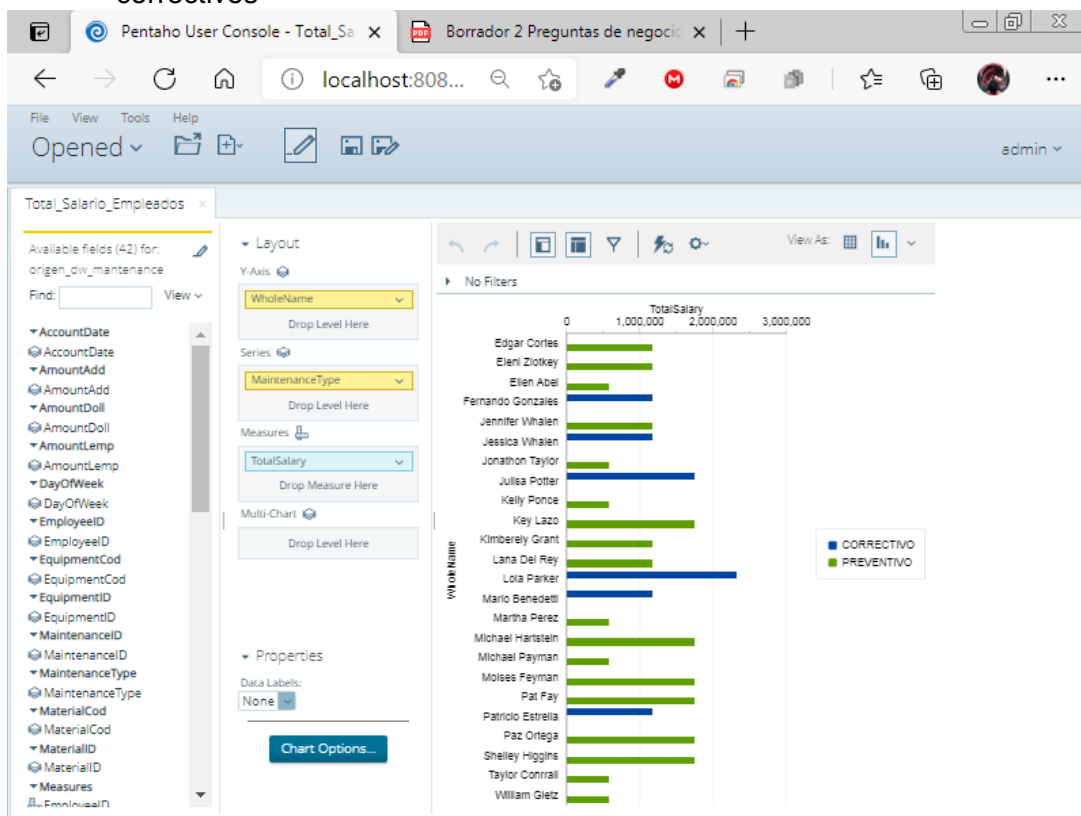 correctivos
Pentaho User Console - Total_Sa
Borrador 2 Preguntas de negocic
localhost:808...
File View Tools Help
Opened
admin
Total_Salario_Empleados
Available fields (42) for:
origen_dw_mantenance
Find:
View
AccountDate
AccountDate
AmountAdd
AmountAdd
AmountDoll
AmountDoll
AmountLemp
AmountLemp
DayOfWeek
DayOfWeek
EmployeeID
EmployeeID
EquipmentCod
EquipmentCod
EquipmentID
EquipmentID
MaintenanceID
MaintenanceID
MaintenanceType
MaintenanceType
MaterialCod
MaterialCod
MaterialID
MaterialID
Measures
EmployeeID
Layout
Y-Axis
WholeName
Drop Level Here
Series
MaintenanceType
Drop Level Here
Measures
TotalSalary
Drop Measure Here
Multi-Chart
Drop Level Here
Properties
Data Labels:
None
Chart Options...
View As:
No Filters
TotalSalary
0 1,000,000 2,000,000 3,000,000
WholeName
Edgar Cortes
Eleni Zlotkey
Ellen Abel
Fernando Gonzales
Jennifer Whalen
Jessica Whalen
Jonathon Taylor
Julisa Potter
Kelly Ponce
Key Lazo
Kimberely Grant
Lana Del Rey
Lola Parker
Mario Benedetti
Martha Perez
Michael Hartstein
Michael Payman
Moises Feyman
Pat Fay
Patricio Estrella
Paz Ortega
Shelley Higgins
Taylor Conrrall
William Gietz
CORRECTIVO
PREVENTIVO